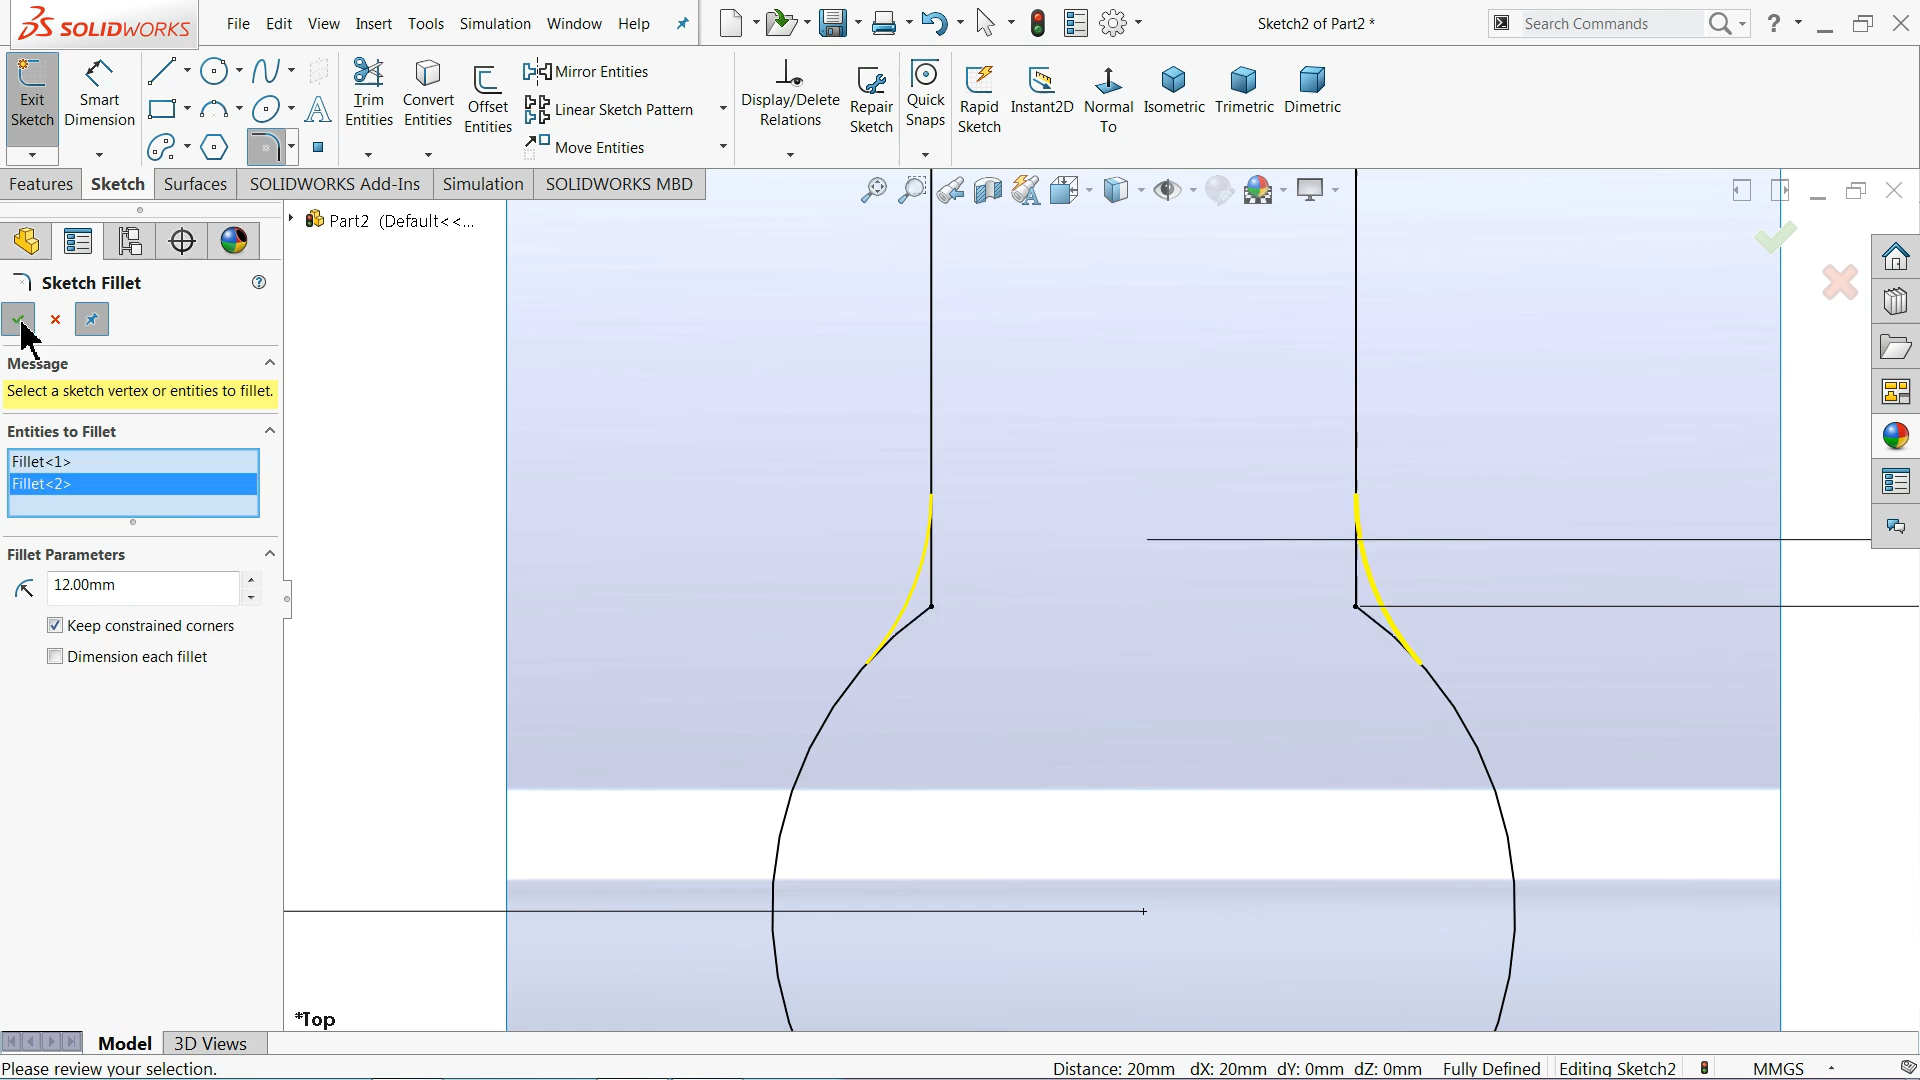 SOLIDWORKS
File Edit View Insert Tools Simulation Window Help
Sketch2 of Part2 *
Search Commands
Exit Sketch
Smart Dimension
Trim Entities
Convert Entities
Offset Entities
Mirror Entities
Linear Sketch Pattern
Move Entities
Display/Delete Relations
Repair Sketch
Quick Snaps
Rapid Sketch
Instant2D
Normal To
Isometric
Trimetric
Dimetric
Features Sketch Surfaces SOLIDWORKS Add-Ins Simulation SOLIDWORKS MBD
Part2 (Default<<...
Sketch Fillet
Message
Select a sketch vertex or entities to fillet.
Entities to Fillet
Fillet<1>
Fillet<2>
Fillet Parameters
12.00mm
Keep constrained corners
Dimension each fillet
*Top
Model 3D Views
Please review your selection.
Distance: 20mm dX: 20mm dY: 0mm dZ: 0mm Fully Defined Editing Sketch2 MMGS